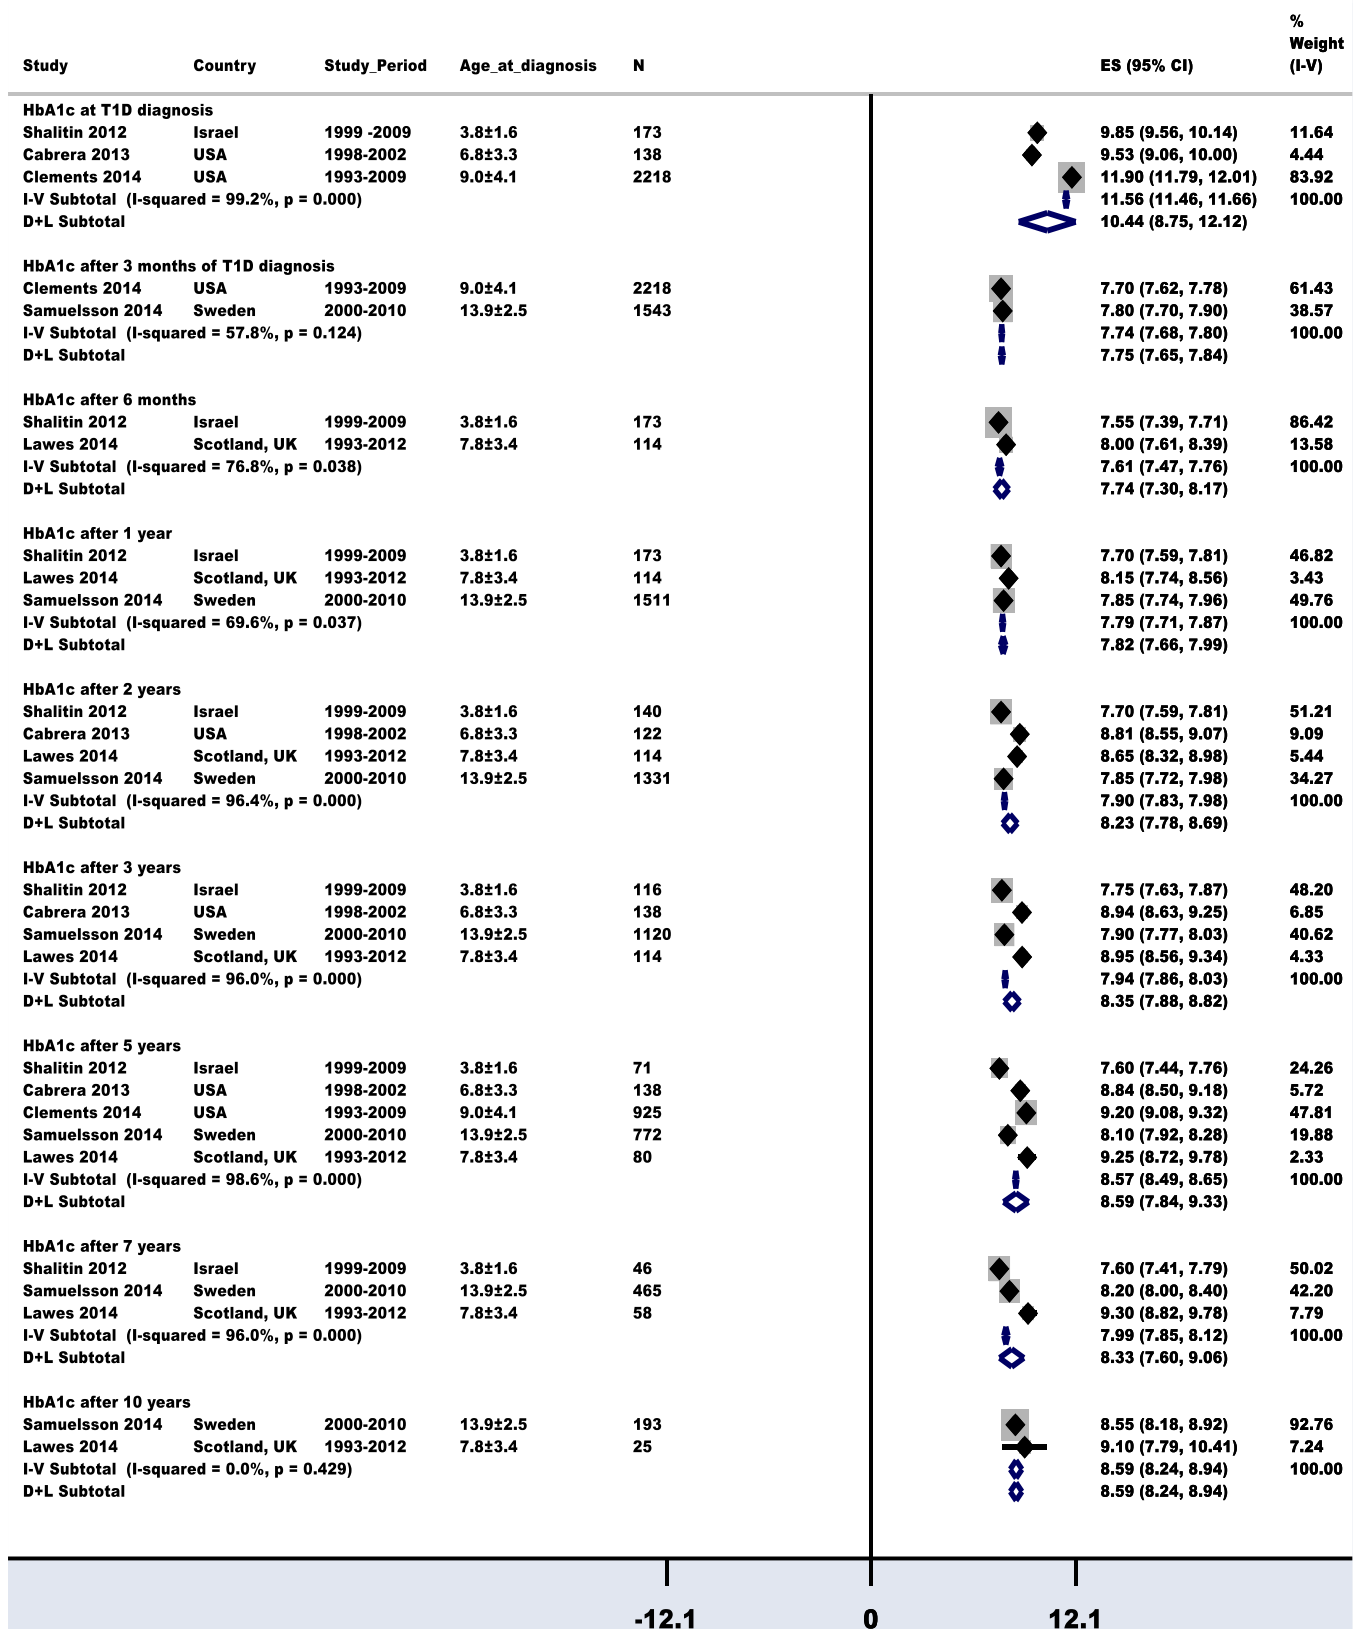 %
Weight
Study Country Study_Period Age_at_diagnosis N ES (95% CI) (I-V)
HbA1c at T1D diagnosis
Shalitin 2012 Israel 1999 -2009 3.8±1.6 173 9.85 (9.56, 10.14) 11.64
Cabrera 2013 USA 1998-2002 6.8±3.3 138 9.53 (9.06, 10.00) 4.44
Clements 2014 USA 1993-2009 9.0±4.1 2218 11.90 (11.79, 12.01) 83.92
I-V Subtotal (I-squared = 99.2%, p = 0.000) 11.56 (11.46, 11.66) 100.00
D+L Subtotal 10.44 (8.75, 12.12)
HbA1c after 3 months of T1D diagnosis
Clements 2014 USA 1993-2009 9.0±4.1 2218 7.70 (7.62, 7.78) 61.43
Samuelsson 2014 Sweden 2000-2010 13.9±2.5 1543 7.80 (7.70, 7.90) 38.57
I-V Subtotal (I-squared = 57.8%, p = 0.124) 7.74 (7.68, 7.80) 100.00
D+L Subtotal 7.75 (7.65, 7.84)
HbA1c after 6 months
Shalitin 2012 Israel 1999-2009 3.8±1.6 173 7.55 (7.39, 7.71) 86.42
Lawes 2014 Scotland, UK 1993-2012 7.8±3.4 114 8.00 (7.61, 8.39) 13.58
I-V Subtotal (I-squared = 76.8%, p = 0.038) 7.61 (7.47, 7.76) 100.00
D+L Subtotal 7.74 (7.30, 8.17)
HbA1c after 1 year
Shalitin 2012 Israel 1999-2009 3.8±1.6 173 7.70 (7.59, 7.81) 46.82
Lawes 2014 Scotland, UK 1993-2012 7.8±3.4 114 8.15 (7.74, 8.56) 3.43
Samuelsson 2014 Sweden 2000-2010 13.9±2.5 1511 7.85 (7.74, 7.96) 49.76
I-V Subtotal (I-squared = 69.6%, p = 0.037) 7.79 (7.71, 7.87) 100.00
D+L Subtotal 7.82 (7.66, 7.99)
HbA1c after 2 years
Shalitin 2012 Israel 1999-2009 3.8±1.6 140 7.70 (7.59, 7.81) 51.21
Cabrera 2013 USA 1998-2002 6.8±3.3 122 8.81 (8.55, 9.07) 9.09
Lawes 2014 Scotland, UK 1993-2012 7.8±3.4 114 8.65 (8.32, 8.98) 5.44
Samuelsson 2014 Sweden 2000-2010 13.9±2.5 1331 7.85 (7.72, 7.98) 34.27
I-V Subtotal (I-squared = 96.4%, p = 0.000) 7.90 (7.83, 7.98) 100.00
D+L Subtotal 8.23 (7.78, 8.69)
HbA1c after 3 years
Shalitin 2012 Israel 1999-2009 3.8±1.6 116 7.75 (7.63, 7.87) 48.20
Cabrera 2013 USA 1998-2002 6.8±3.3 138 8.94 (8.63, 9.25) 6.85
Samuelsson 2014 Sweden 2000-2010 13.9±2.5 1120 7.90 (7.77, 8.03) 40.62
Lawes 2014 Scotland, UK 1993-2012 7.8±3.4 114 8.95 (8.56, 9.34) 4.33
I-V Subtotal (I-squared = 96.0%, p = 0.000) 7.94 (7.86, 8.03) 100.00
D+L Subtotal 8.35 (7.88, 8.82)
HbA1c after 5 years
Shalitin 2012 Israel 1999-2009 3.8±1.6 71 7.60 (7.44, 7.76) 24.26
Cabrera 2013 USA 1998-2002 6.8±3.3 138 8.84 (8.50, 9.18) 5.72
Clements 2014 USA 1993-2009 9.0±4.1 925 9.20 (9.08, 9.32) 47.81
Samuelsson 2014 Sweden 2000-2010 13.9±2.5 772 8.10 (7.92, 8.28) 19.88
Lawes 2014 Scotland, UK 1993-2012 7.8±3.4 80 9.25 (8.72, 9.78) 2.33
I-V Subtotal (I-squared = 98.6%, p = 0.000) 8.57 (8.49, 8.65) 100.00
D+L Subtotal 8.59 (7.84, 9.33)
HbA1c after 7 years
Shalitin 2012 Israel 1999-2009 3.8±1.6 46 7.60 (7.41, 7.79) 50.02
Samuelsson 2014 Sweden 2000-2010 13.9±2.5 465 8.20 (8.00, 8.40) 42.20
Lawes 2014 Scotland, UK 1993-2012 7.8±3.4 58 9.30 (8.82, 9.78) 7.79
I-V Subtotal (I-squared = 96.0%, p = 0.000) 7.99 (7.85, 8.12) 100.00
D+L Subtotal 8.33 (7.60, 9.06)
HbA1c after 10 years
Samuelsson 2014 Sweden 2000-2010 13.9±2.5 193 8.55 (8.18, 8.92) 92.76
Lawes 2014 Scotland, UK 1993-2012 7.8±3.4 25 9.10 (7.79, 10.41) 7.24
I-V Subtotal (I-squared = 0.0%, p = 0.429) 8.59 (8.24, 8.94) 100.00
D+L Subtotal 8.59 (8.24, 8.94)
-12.1 0 12.1